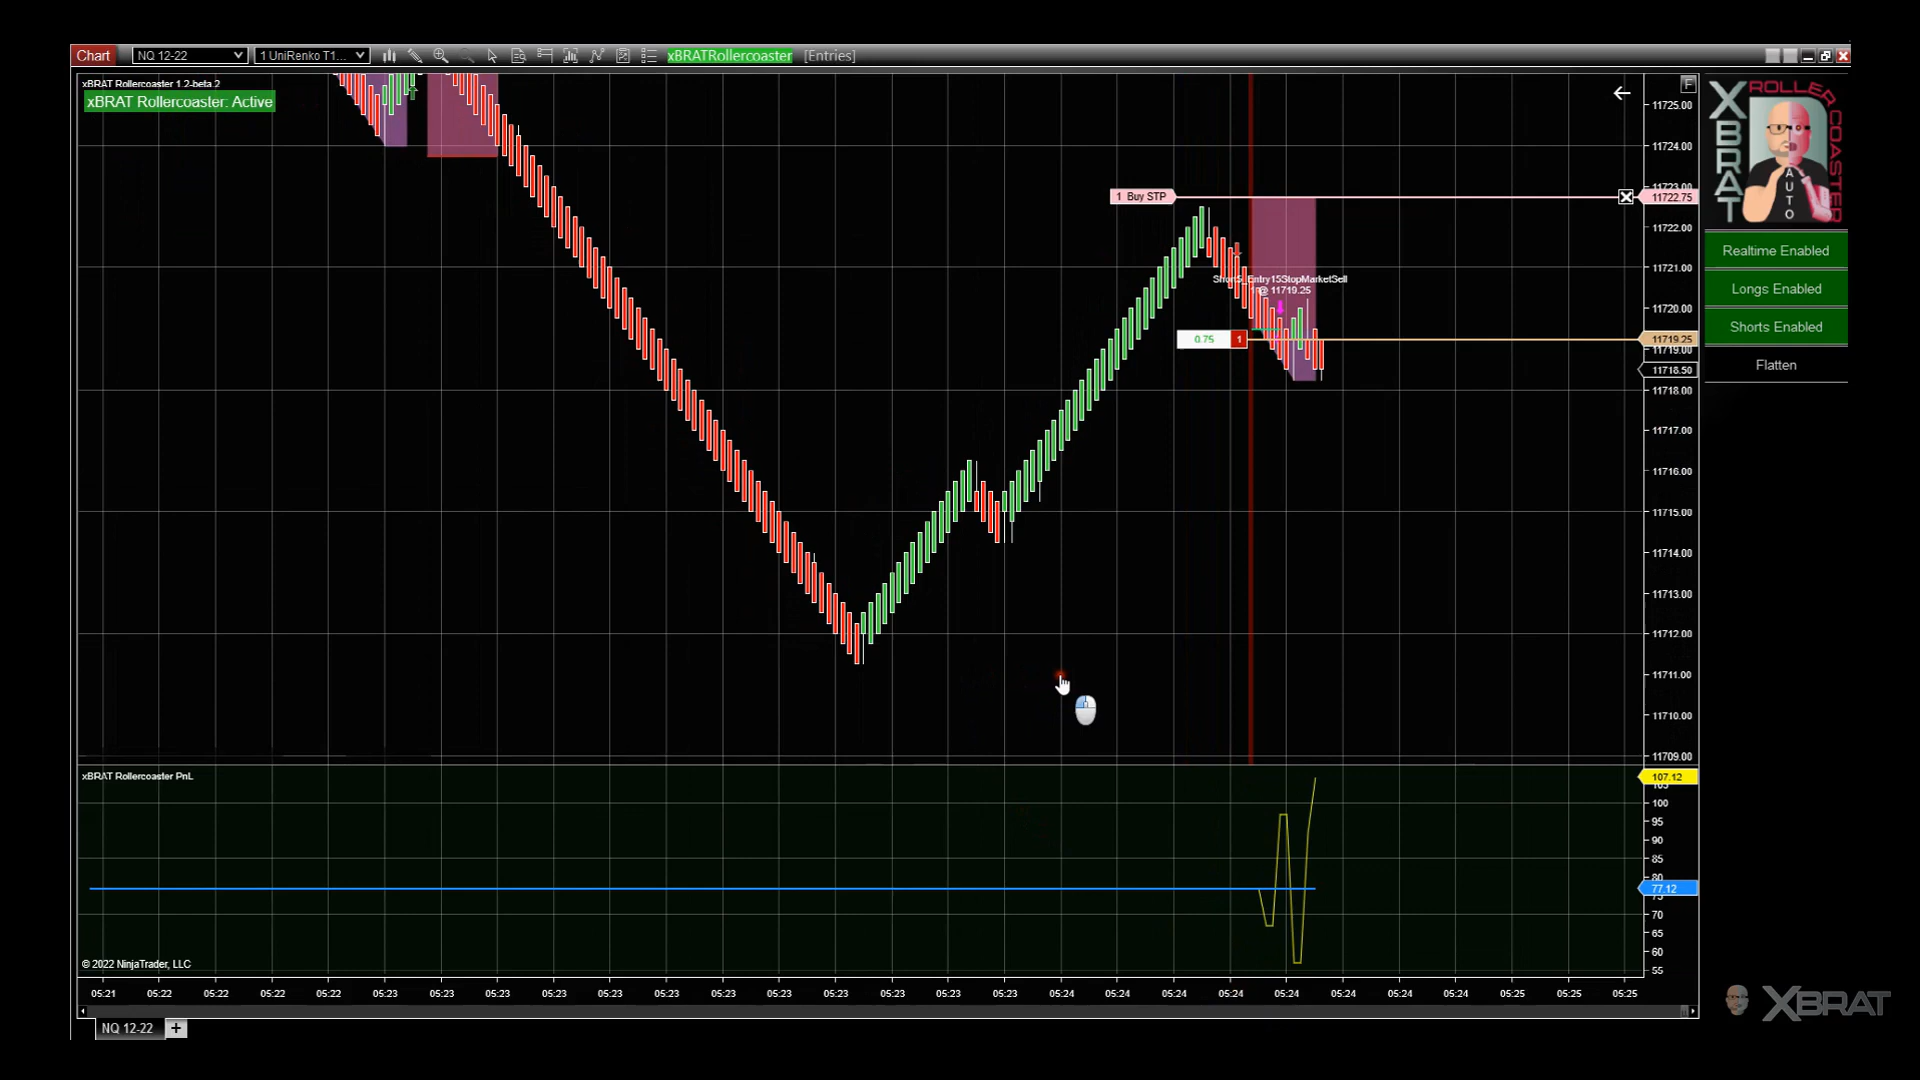 Chart
NQ 12-22
1 UniRenko T1...
xBRATRollercoaster
[Entries]
xBRAT Rollercoaster 1.2-beta 2
xBRAT Rollercoaster: Active
F
11725.00
11724.00
11723.00
1 Buy STP
11722.75
11722.00
11721.00
11720.00
0.75
1
11719.25
11719.00
11718.50
11718.00
11717.00
11716.00
11715.00
11714.00
11713.00
11712.00
11711.00
11710.00
11709.00
XBRAT
ROLLER COASTER
AUTO
Realtime Enabled
Longs Enabled
Shorts Enabled
Flatten
xBRAT Rollercoaster PnL
107.12
105
100
95
90
85
80
77.12
75
70
65
60
55
© 2022 NinjaTrader, LLC
05:21 05:22 05:22 05:22 05:22 05:23 05:23 05:23 05:23 05:23 05:23 05:23 05:23 05:23 05:23 05:23 05:23 05:24 05:24 05:24 05:24 05:24 05:24 05:24 05:25 05:25 05:25 05:25
NQ 12-22
+
XBRAT